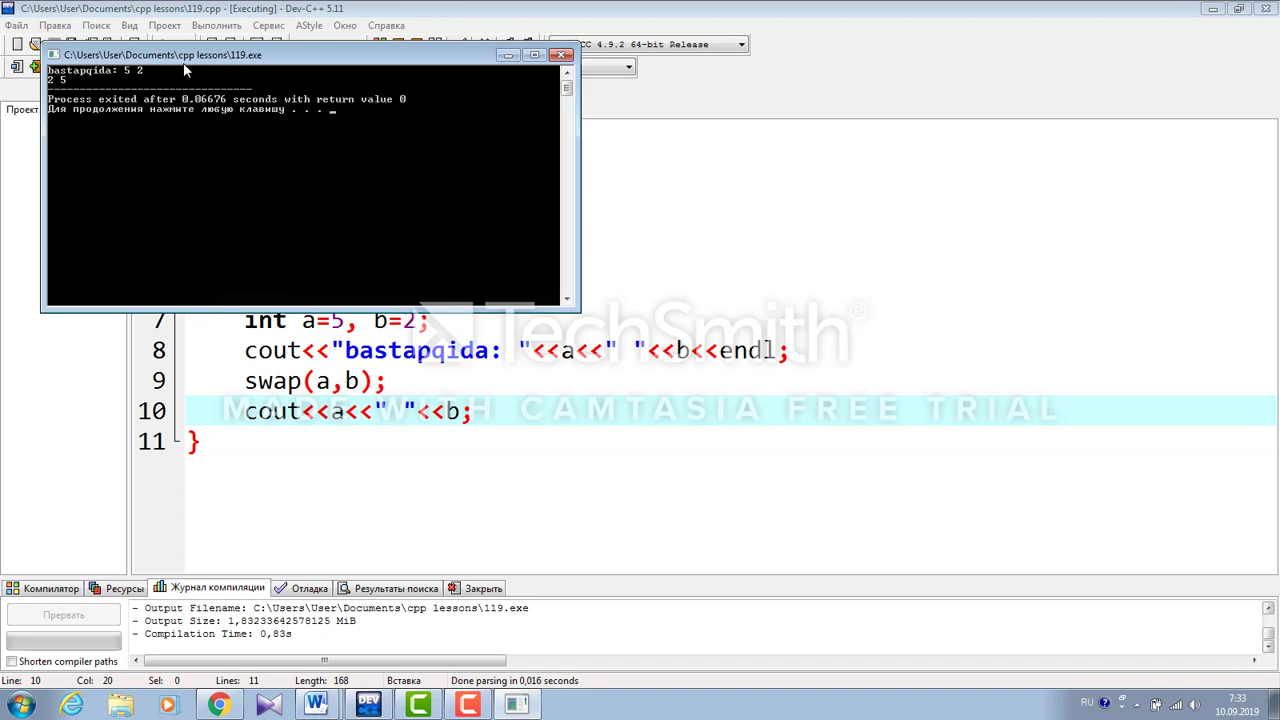 C:\Users\User\Documents\cpp lessons\119.cpp - [Executing] - Dev-C++ 5.11
Файл Правка Поиск Вид Проект Выполнить Сервис AStyle Окно Справка
CC 4.9.2 64-bit Release
C:\Users\User\Documents\cpp lessons\119.exe
bastapqida: 5 2
2 5
--------------------------------
Process exited after 0.06676 seconds with return value 0
Для продолжения нажмите любую клавишу . . . _
Проект
7 int a=5, b=2;
8 cout<<"bastapqida: "<<a<<" "<<b<<endl;
9 swap(a,b);
10 cout<<a<<" "<<b;
11 }
TechSmith®
MADE WITH CAMTASIA FREE TRIAL
Компилятор Ресурсы Журнал компиляции Отладка Результаты поиска Закрыть
Прервать
Shorten compiler paths
- Output Filename: C:\Users\User\Documents\cpp lessons\119.exe
- Output Size: 1,83233642578125 MiB
- Compilation Time: 0,83s
Line: 10 Col: 20 Sel: 0 Lines: 11 Length: 168 Вставка Done parsing in 0,016 seconds
DEV
RU 7:33
10.09.2019